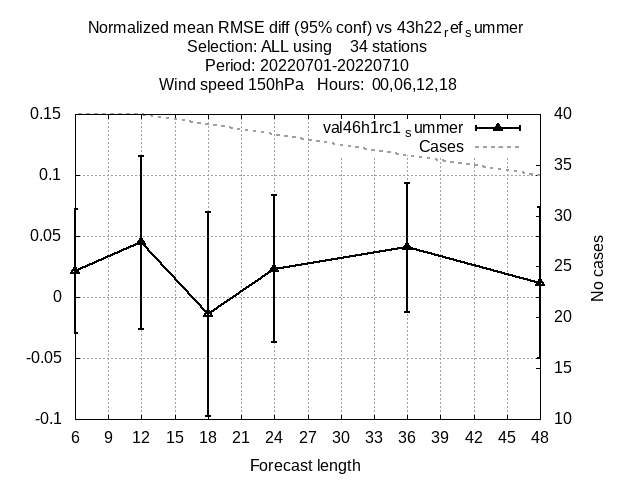 Normalized mean RMSE diff (95% conf) vs 43h22refsummer
Selection: ALL using 34 stations
Period: 20220701-20220710
Wind speed 150hPa Hours: 00,06,12,18
val46h1rc1summer
Cases
0.15
0.1
0.05
0
-0.05
-0.1
40
35
30
25
20
15
10
No cases
6 9 12 15 18 21 24 27 30 33 36 39 42 45 48
Forecast length